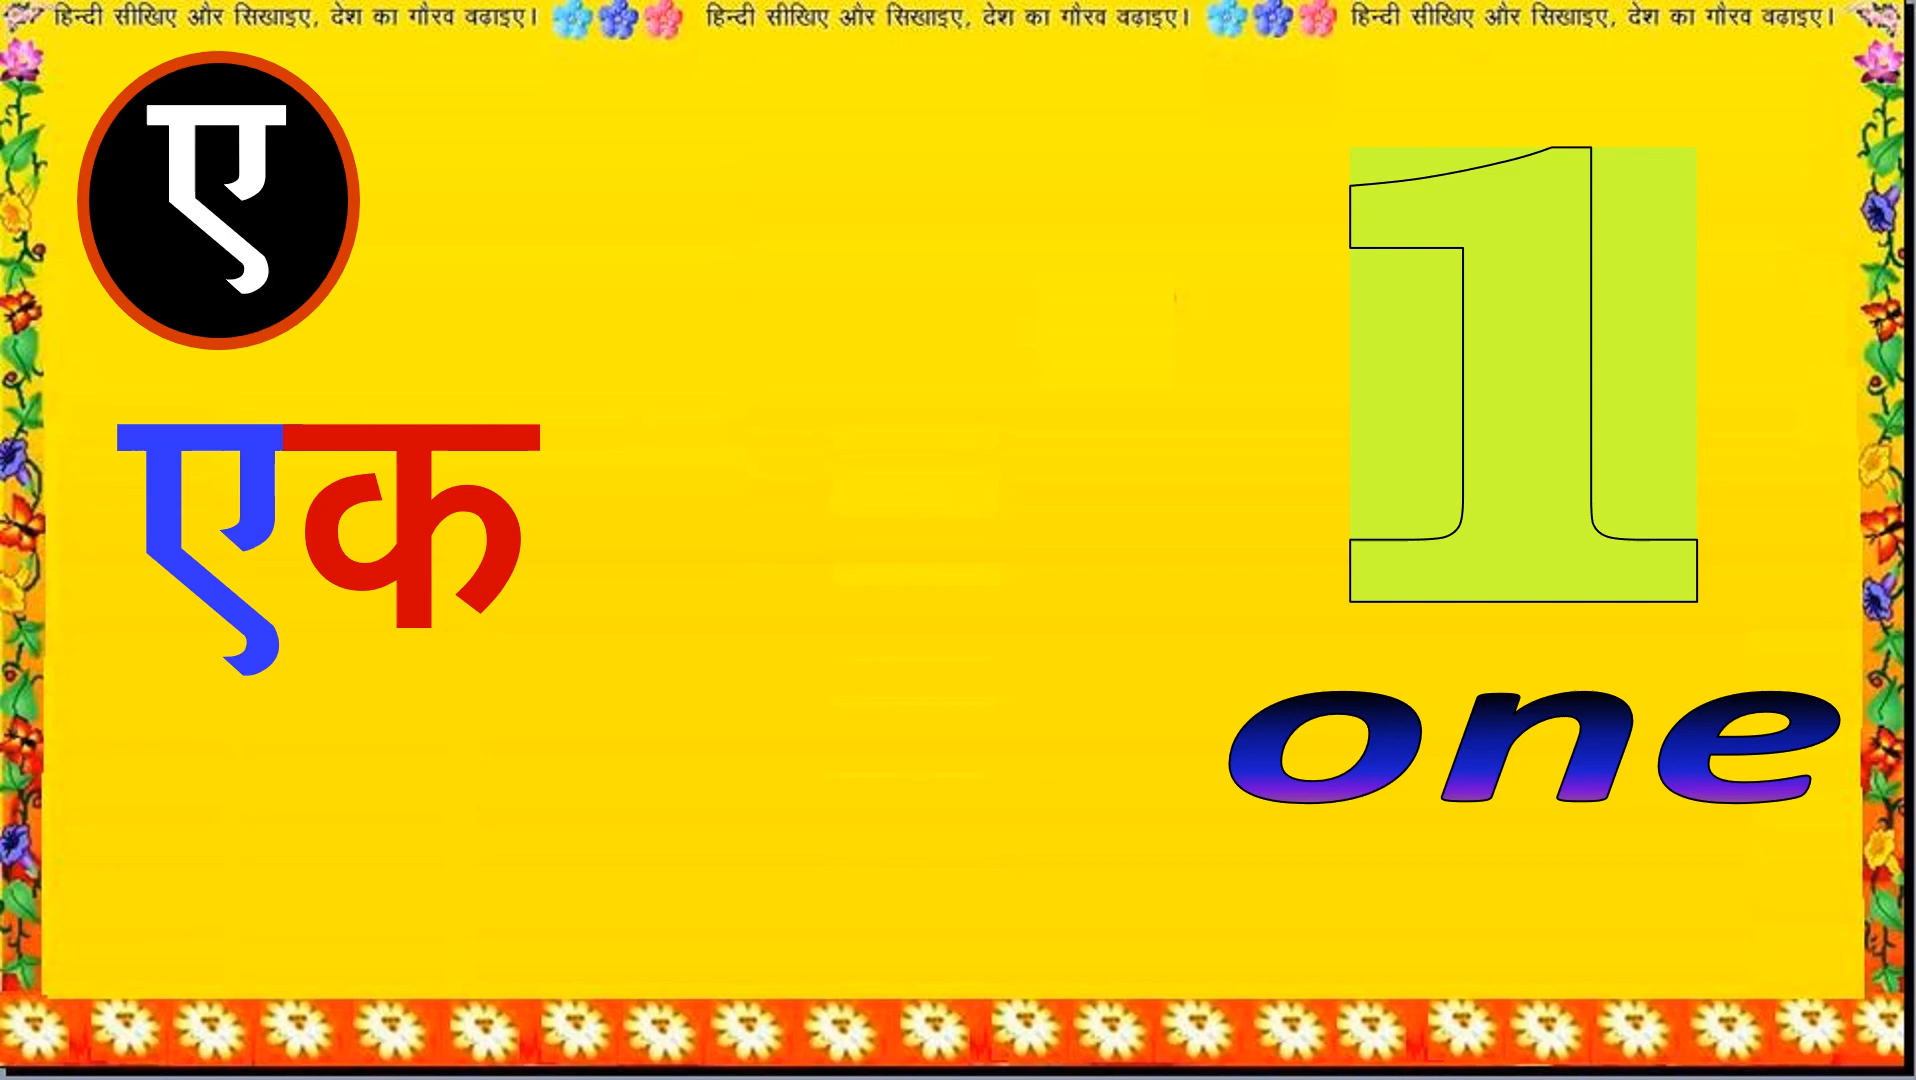 हिन्दी सीखिए और सिखाइए, देश का गौरव बढ़ाइए। हिन्दी सीखिए और सिखाइए, देश का गौरव बढ़ाइए। हिन्दी सीखिए और सिखाइए, देश का गौरव बढ़ाइए।
ए
1
एक
one